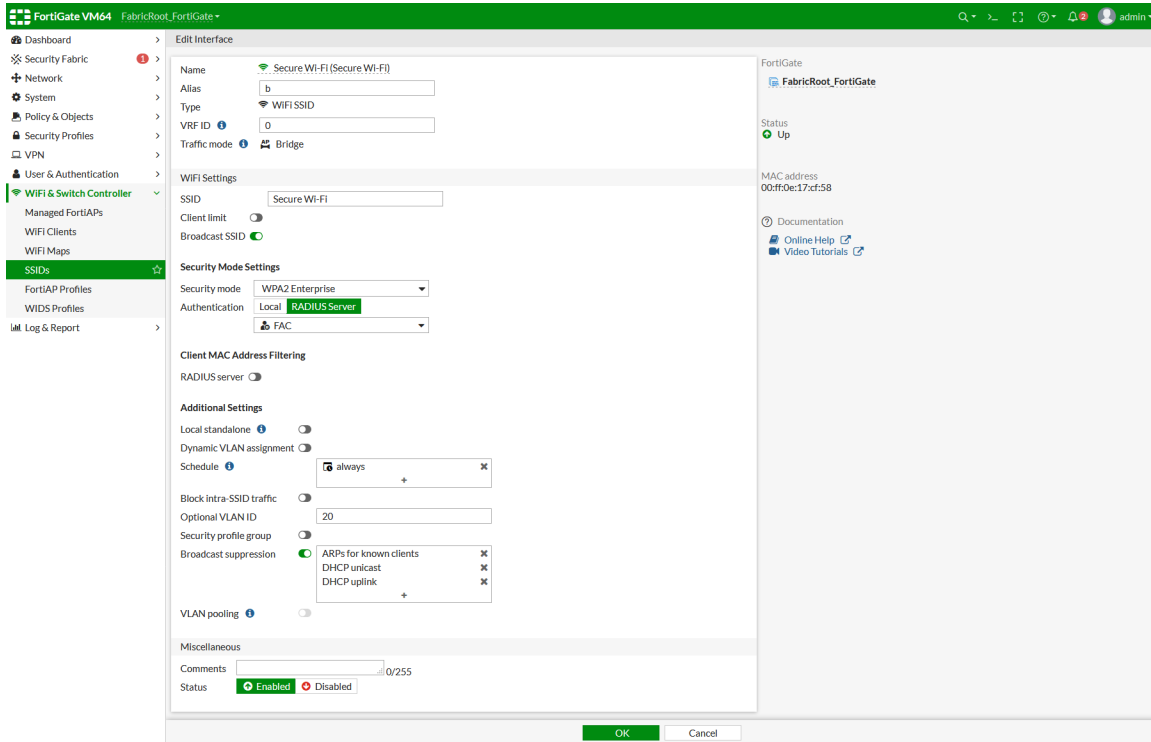 FortiGate VM64 FabricRoot_FortiGate
>_ 2 admin
Dashboard
Security Fabric 1
Network
System
Policy & Objects
Security Profiles
VPN
User & Authentication
WiFi & Switch Controller
Managed FortiAPs
WiFi Clients
WiFi Maps
SSIDs
FortiAP Profiles
WIDS Profiles
Log & Report
Edit Interface
Name Secure Wi-Fi (Secure Wi-Fi)
Alias b
Type WiFi SSID
VRF ID 0
Traffic mode AP Bridge
WiFi Settings
SSID Secure Wi-Fi
Client limit
Broadcast SSID
Security Mode Settings
Security mode WPA2 Enterprise
Authentication Local RADIUS Server
FAC
Client MAC Address Filtering
RADIUS server
Additional Settings
Local standalone
Dynamic VLAN assignment
Schedule always
+
Block intra-SSID traffic
Optional VLAN ID 20
Security profile group
Broadcast suppression ARPs for known clients
DHCP unicast
DHCP uplink
+
VLAN pooling
Miscellaneous
Comments 0/255
Status Enabled Disabled
OK Cancel
FortiGate
FabricRoot_FortiGate
Status
Up
MAC address
00:ff:0e:17:cf:58
Documentation
Online Help
Video Tutorials